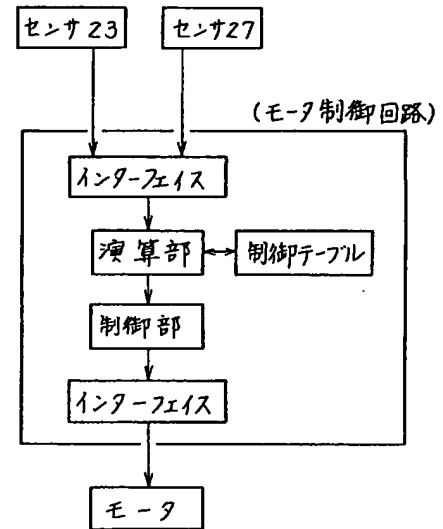 センサ23
センサ27
(モータ制御回路)
インターフェイス
演算部
制御テーブル
制御部
インターフェイス
モータ